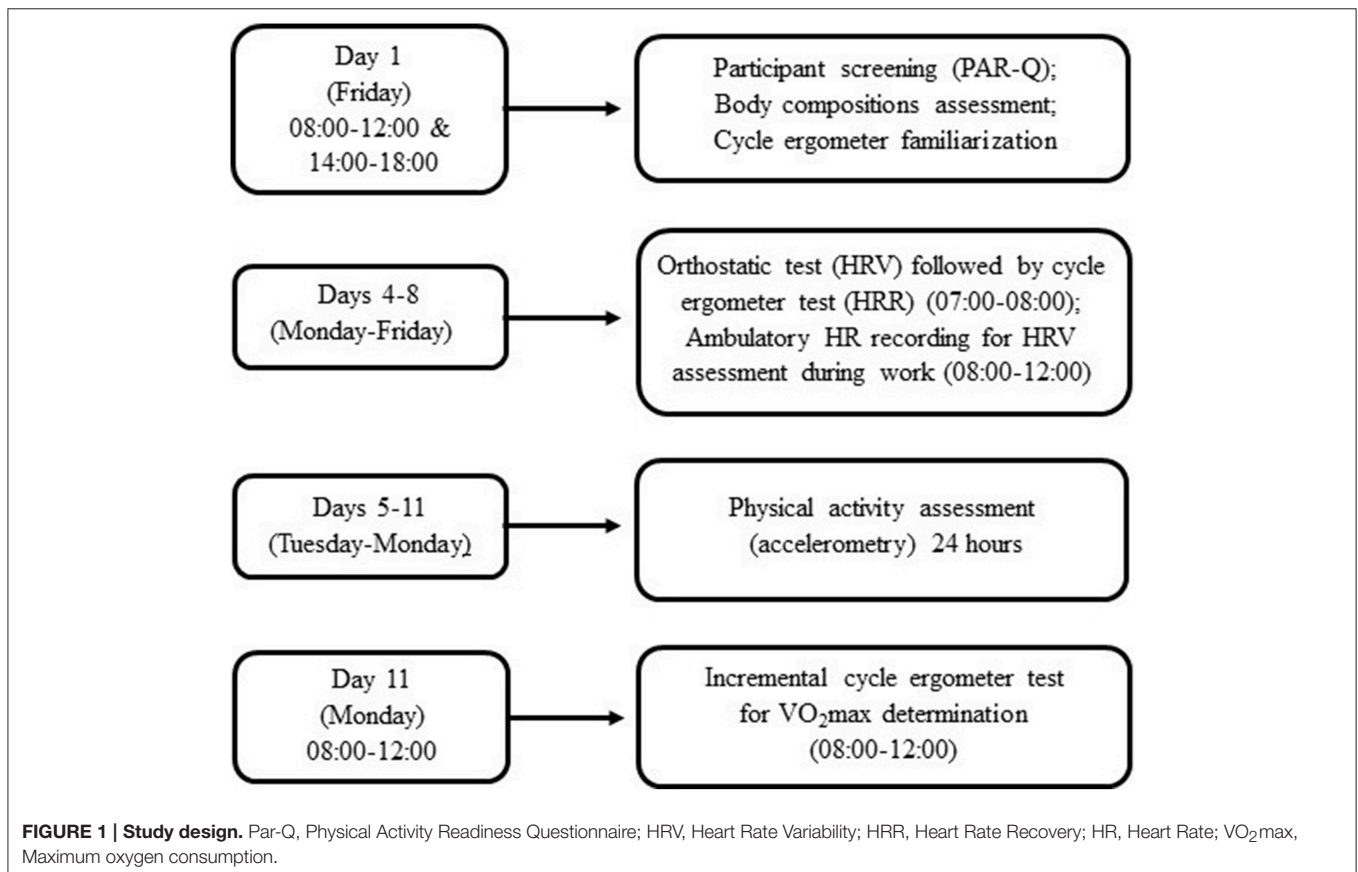 Day 1
(Friday)
08:00-12:00 &
14:00-18:00
Participant screening (PAR-Q);
Body compositions assessment;
Cycle ergometer familiarization
Days 4-8
(Monday-Friday)
Orthostatic test (HRV) followed by cycle
ergometer test (HRR) (07:00-08:00);
Ambulatory HR recording for HRV
assessment during work (08:00-12:00)
Days 5-11
(Tuesday-Monday)
Physical activity assessment
(accelerometry) 24 hours
Day 11
(Monday)
08:00-12:00
Incremental cycle ergometer test
for VO₂max determination
(08:00-12:00)
FIGURE 1 | Study design. Par-Q, Physical Activity Readiness Questionnaire; HRV, Heart Rate Variability; HRR, Heart Rate Recovery; HR, Heart Rate; VO₂max,
Maximum oxygen consumption.